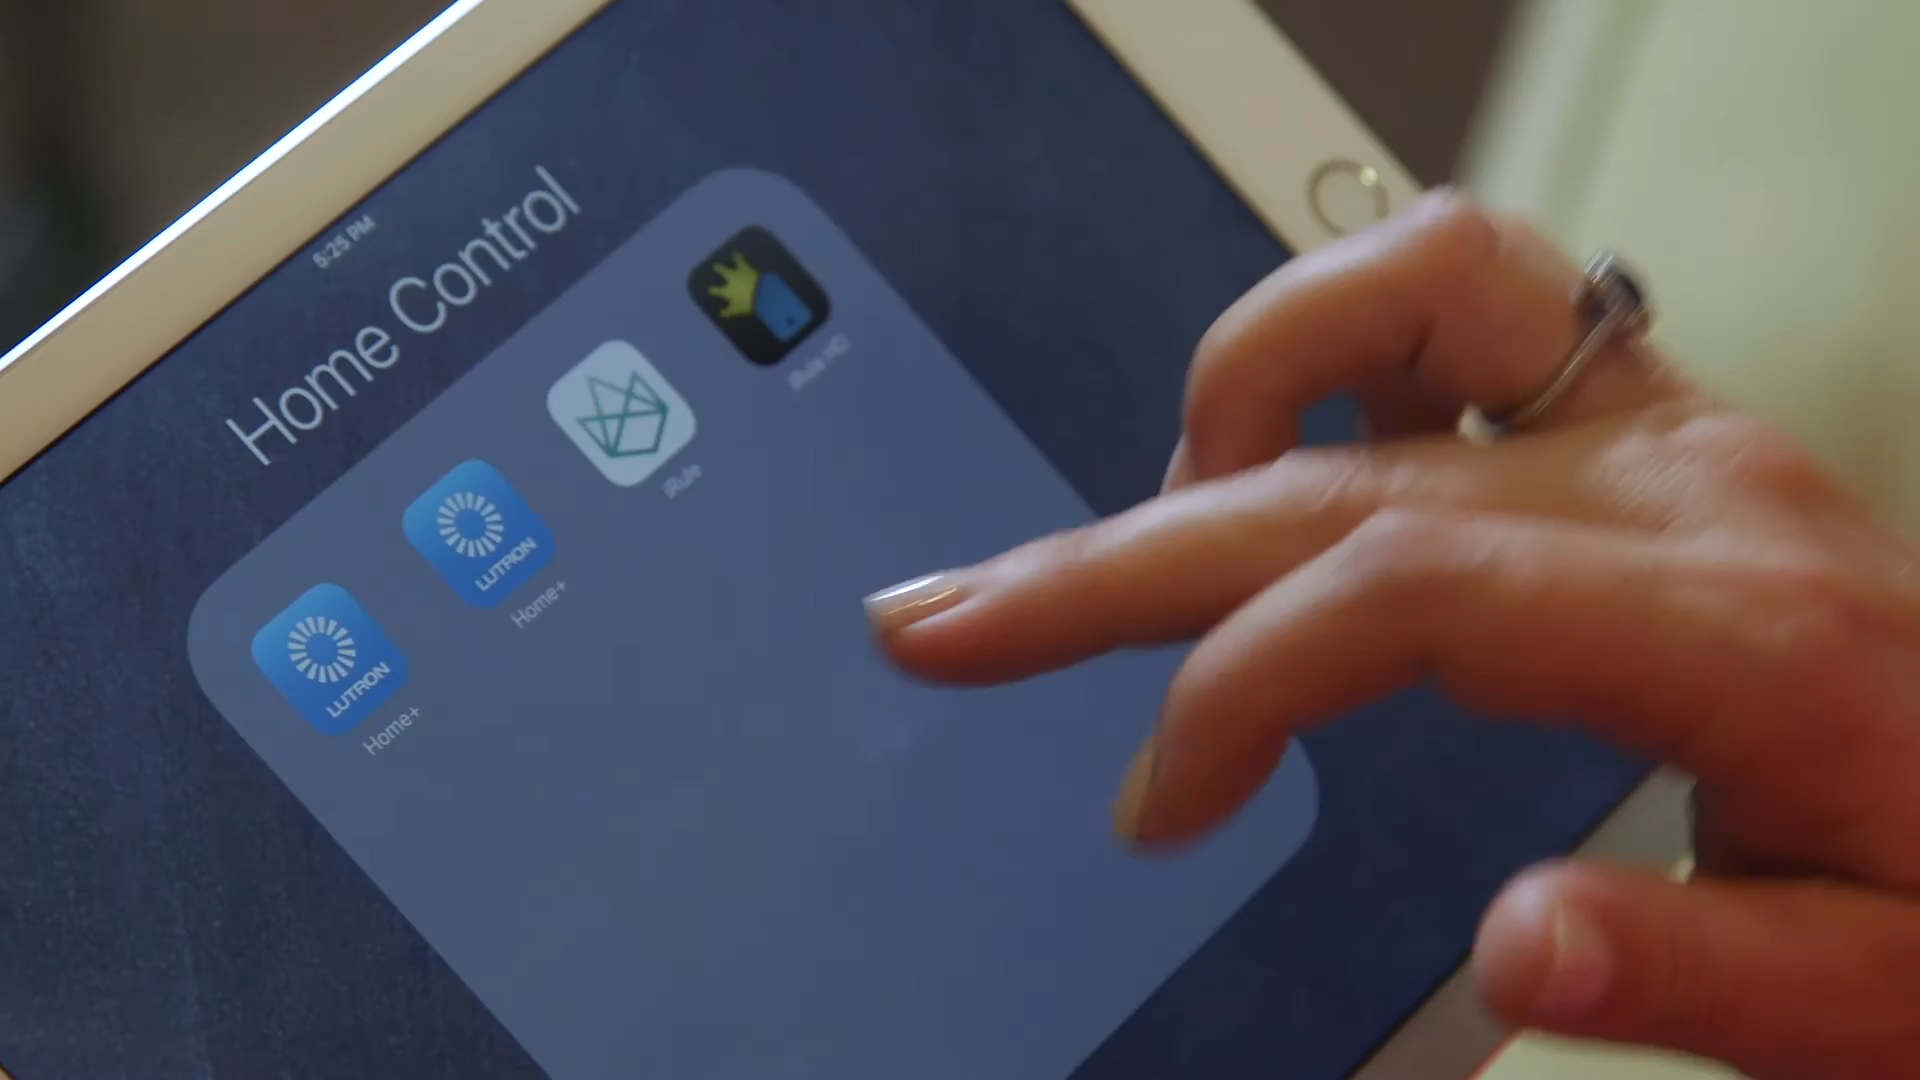 5:25 PM
Home Control
LUTRON
Home+
LUTRON
Home+
iRule
iRule HD